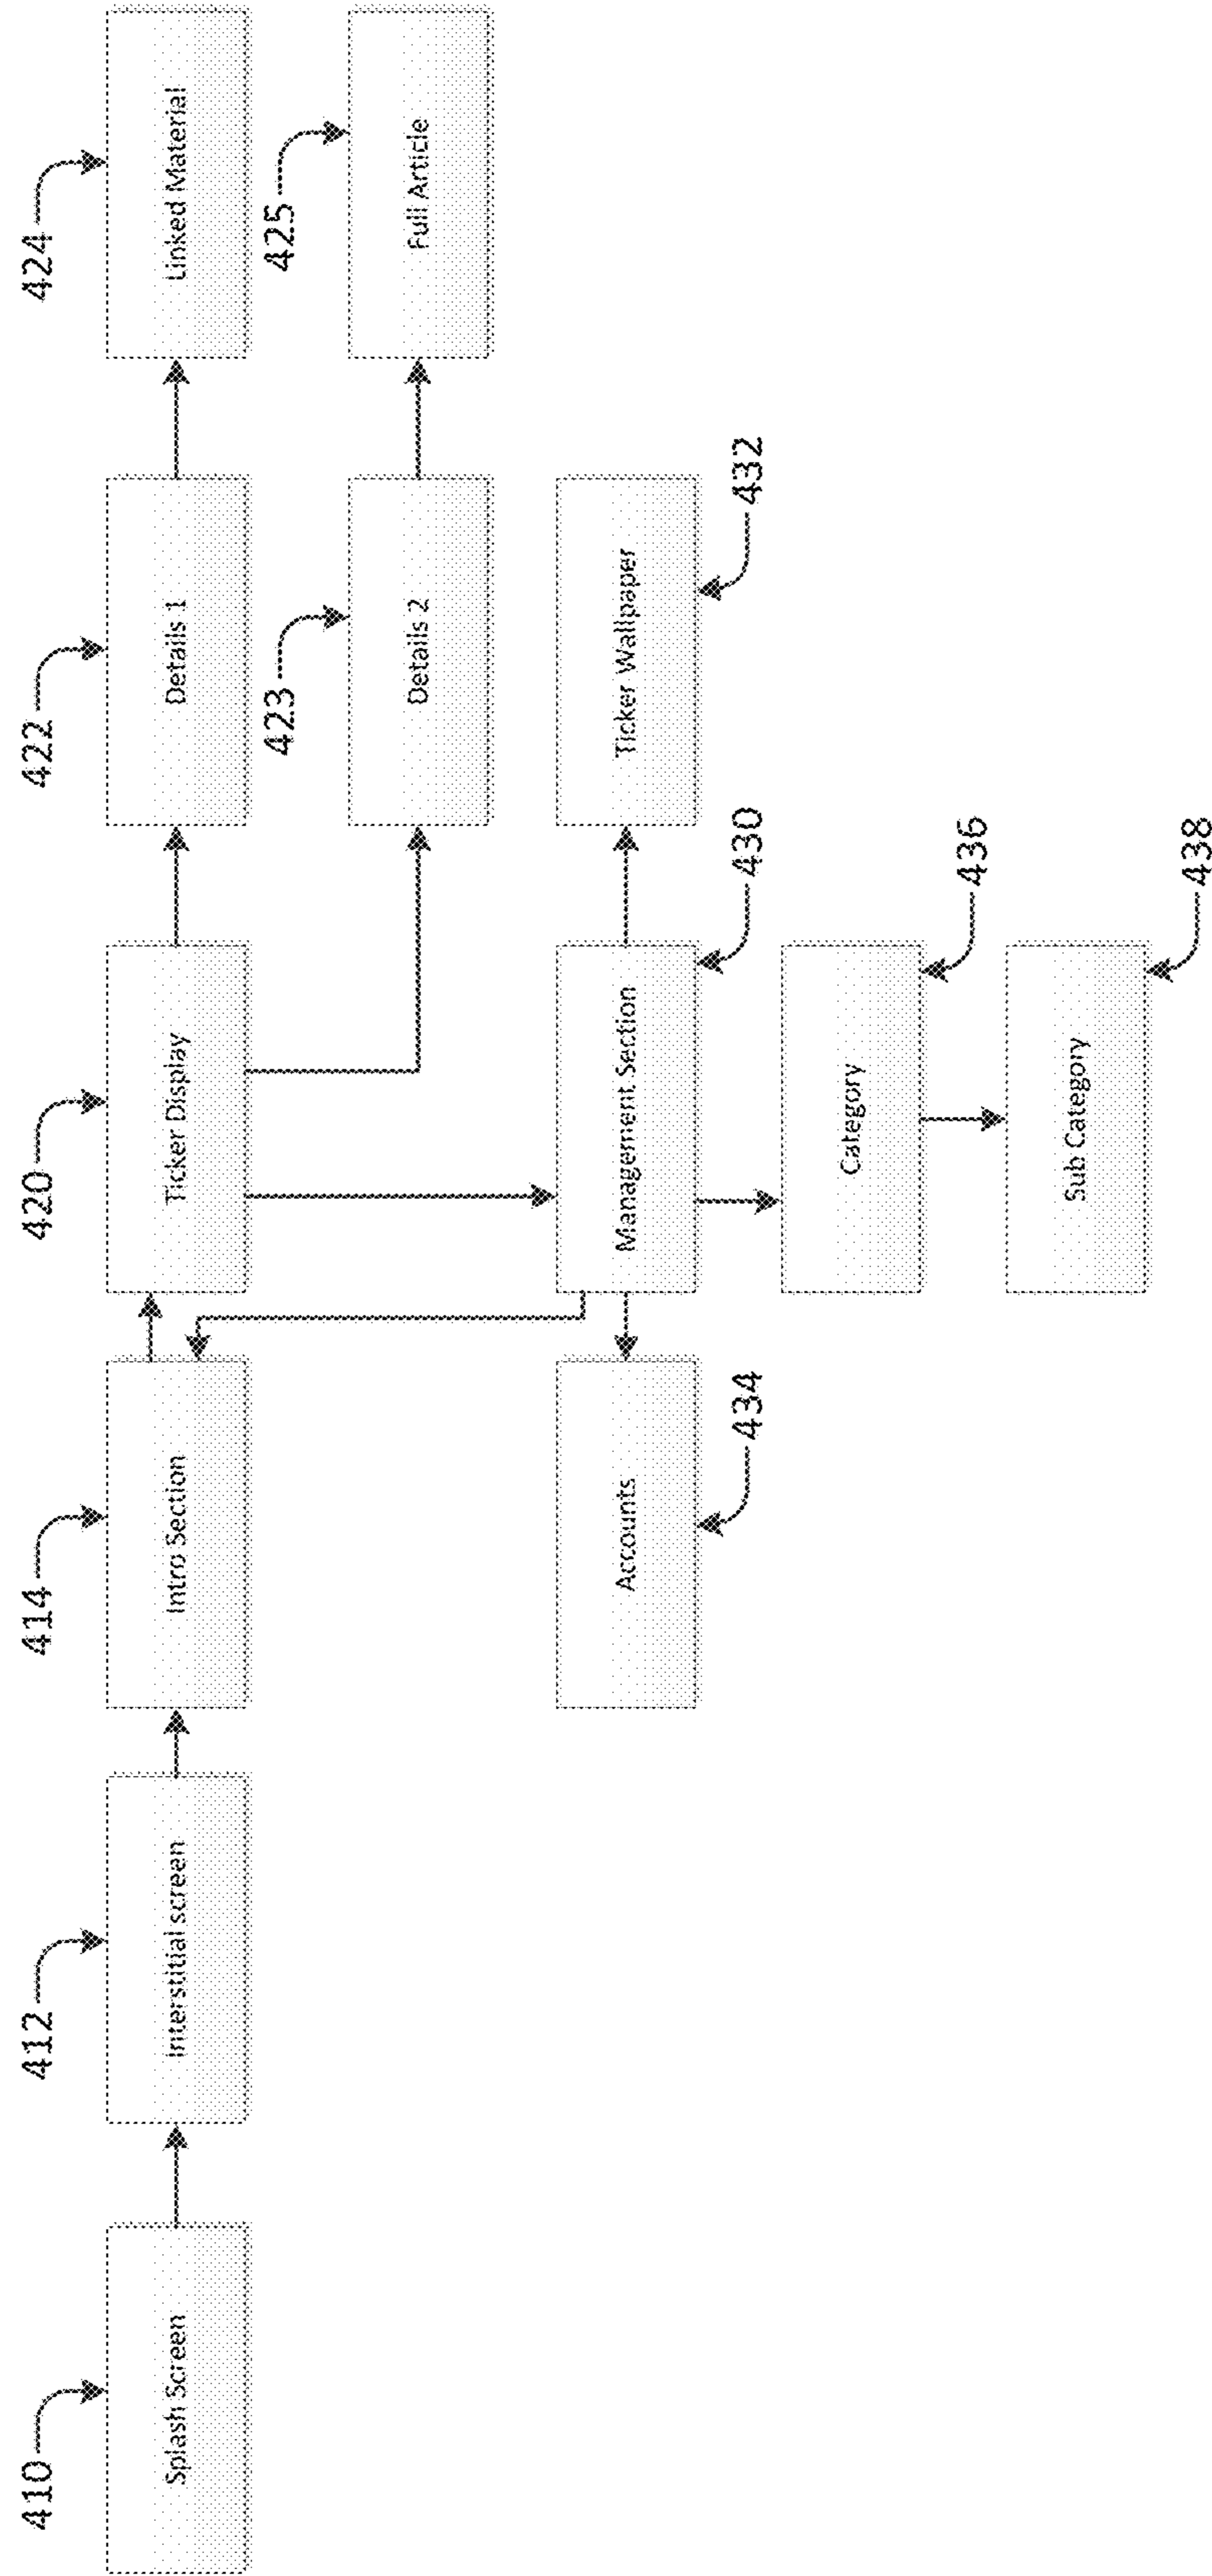 410
412
414
420
422
424
Splash Screen
Interstitial screen
Intro Section
Ticker Display
Details 1
Linked Material
423
425
Details 2
Full Article
Accounts
Management Section
Ticker Wallpaper
434
430
432
Category
436
Sub Category
438